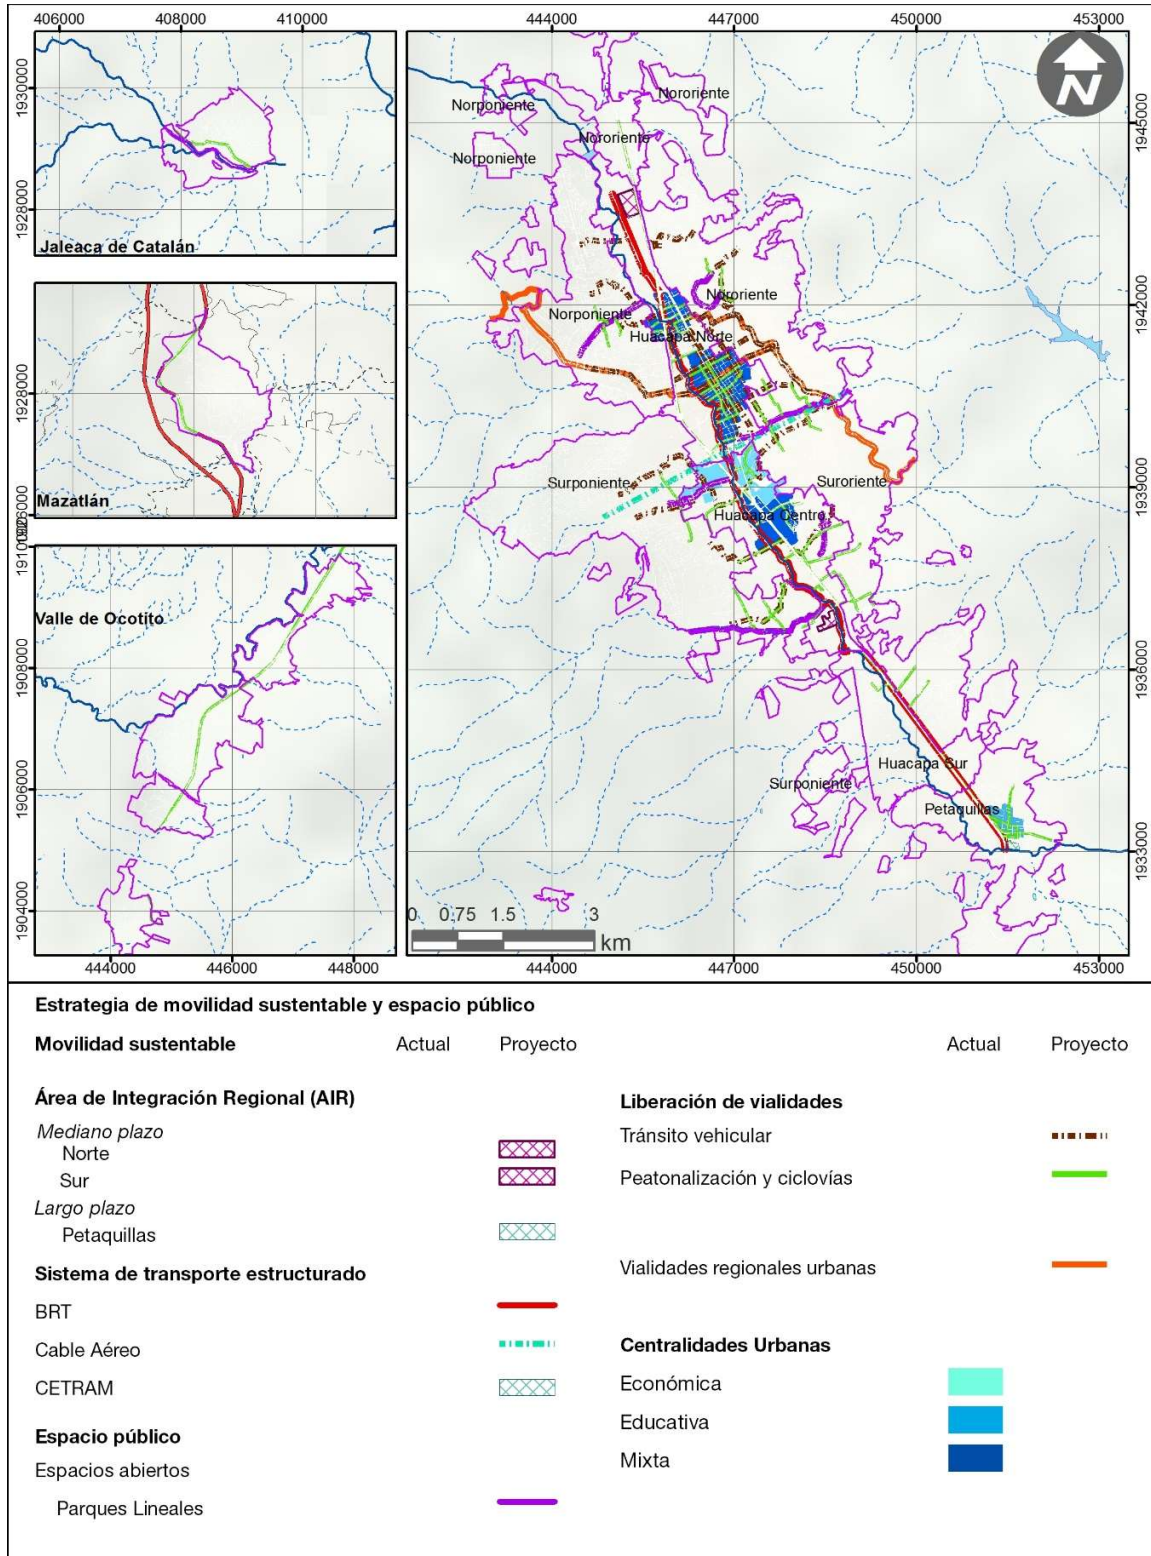 406000 408000 410000
1930000
1928000
Jaleaca de Catalán
1928000
1926000
Mazatlán
1910000
1908000
1906000
1904000
Valle de Ocotito
444000 446000 448000
444000 447000 450000 453000
N
1945000
1942000
1939000
1936000
1933000
Norponiente
Nororiente
Nororiente
Norponiente
Nororiente
Norponiente
Huacapa Norte
Surponiente
Suroriente
Huacapa Centro
Huacapa Sur
Surponiente
Petaquillas
0 0.75 1.5 3
km
444000 447000 450000 453000
Estrategia de movilidad sustentable y espacio público
Movilidad sustentable Actual Proyecto
Área de Integración Regional (AIR)
Mediano plazo
Norte
Sur
Largo plazo
Petaquillas
Sistema de transporte estructurado
BRT
Cable Aéreo
CETRAM
Espacio público
Espacios abiertos
Parques Lineales
Actual Proyecto
Liberación de vialidades
Tránsito vehicular
Peatonalización y ciclovías
Vialidades regionales urbanas
Centralidades Urbanas
Económica
Educativa
Mixta